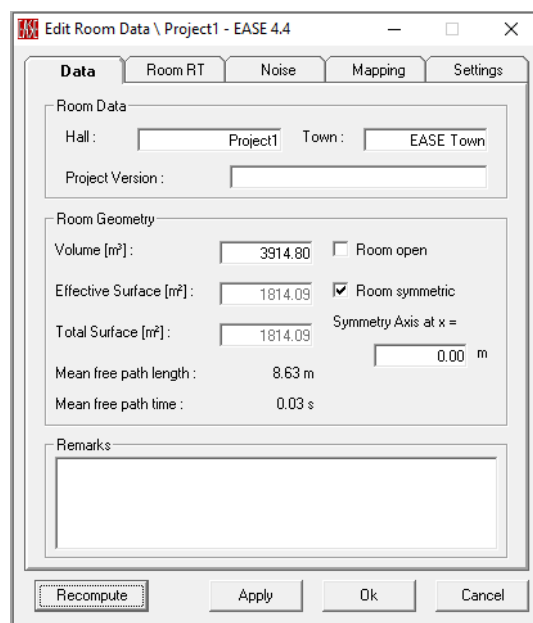 EASE Edit Room Data \ Project1 - EASE 4.4
Data Room RT Noise Mapping Settings
Room Data
Hall : Project1 Town : EASE Town
Project Version :
Room Geometry
Volume [m³] : 3914.80 Room open
Effective Surface [m²] : 1814.09 Room symmetric
Total Surface [m²] : 1814.09 Symmetry Axis at x =
0.00 m
Mean free path length : 8.63 m
Mean free path time : 0.03 s
Remarks
Recompute Apply Ok Cancel